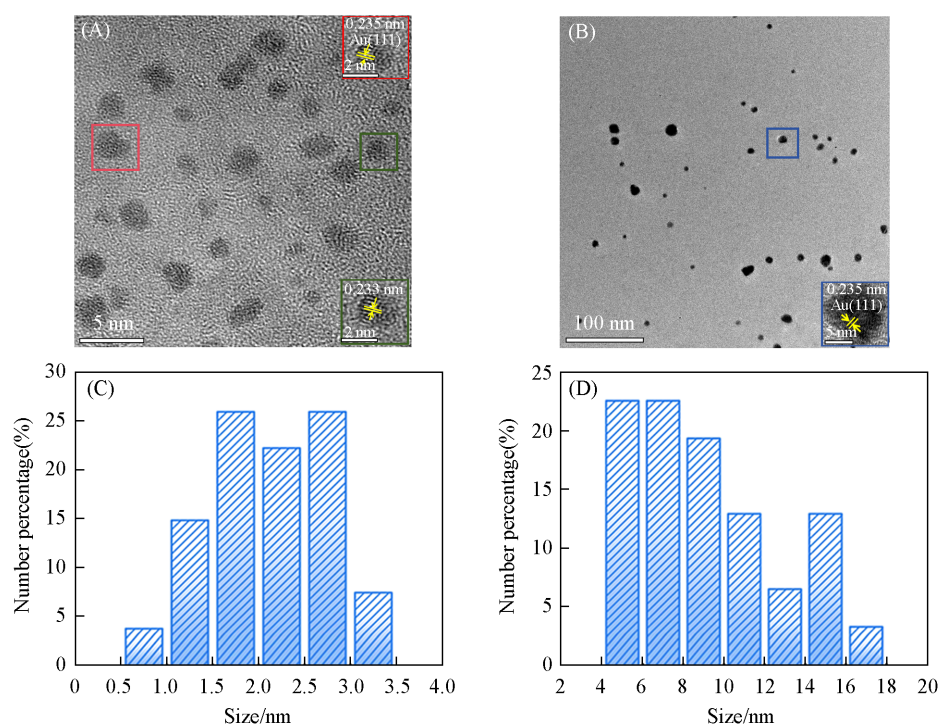 (A)
0.235 nm
Au(111)
2 nm
0.233 nm
2 nm
5 nm
(B)
0.235 nm
Au(111)
5 nm
100 nm
(C)
Number percentage(%)
30
25
20
15
10
5
0
0 0.5 1.0 1.5 2.0 2.5 3.0 3.5 4.0
Size/nm
(D)
Number percentage(%)
25
20
15
10
5
0
2 4 6 8 10 12 14 16 18 20
Size/nm